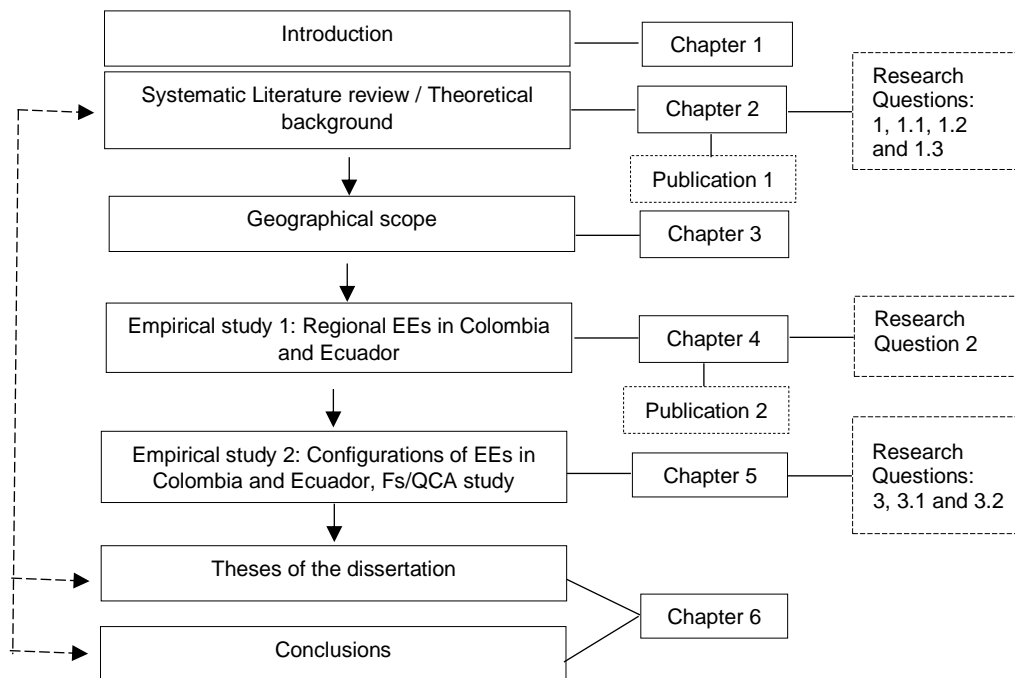 Introduction
Chapter 1
Systematic Literature review / Theoretical
background
Chapter 2
Research
Questions:
1, 1.1, 1.2
and 1.3
Publication 1
Geographical scope
Chapter 3
Empirical study 1: Regional EEs in Colombia
and Ecuador
Chapter 4
Research
Question 2
Publication 2
Empirical study 2: Configurations of EEs in
Colombia and Ecuador, Fs/QCA study
Chapter 5
Research
Questions:
3, 3.1 and 3.2
Theses of the dissertation
Chapter 6
Conclusions